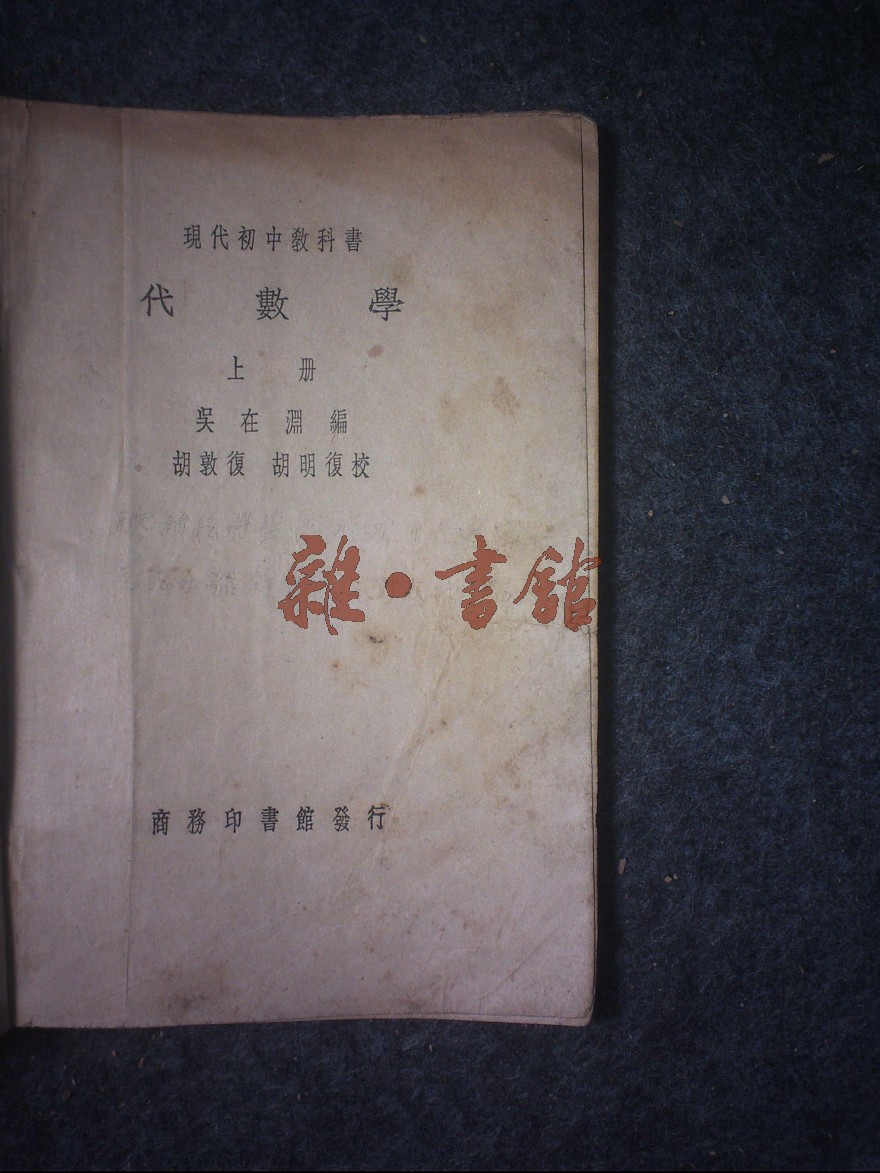 現代初中教科書
代數學
上册
吳在淵編
胡敦復 胡明復校
雜·書館
商務印書館發行